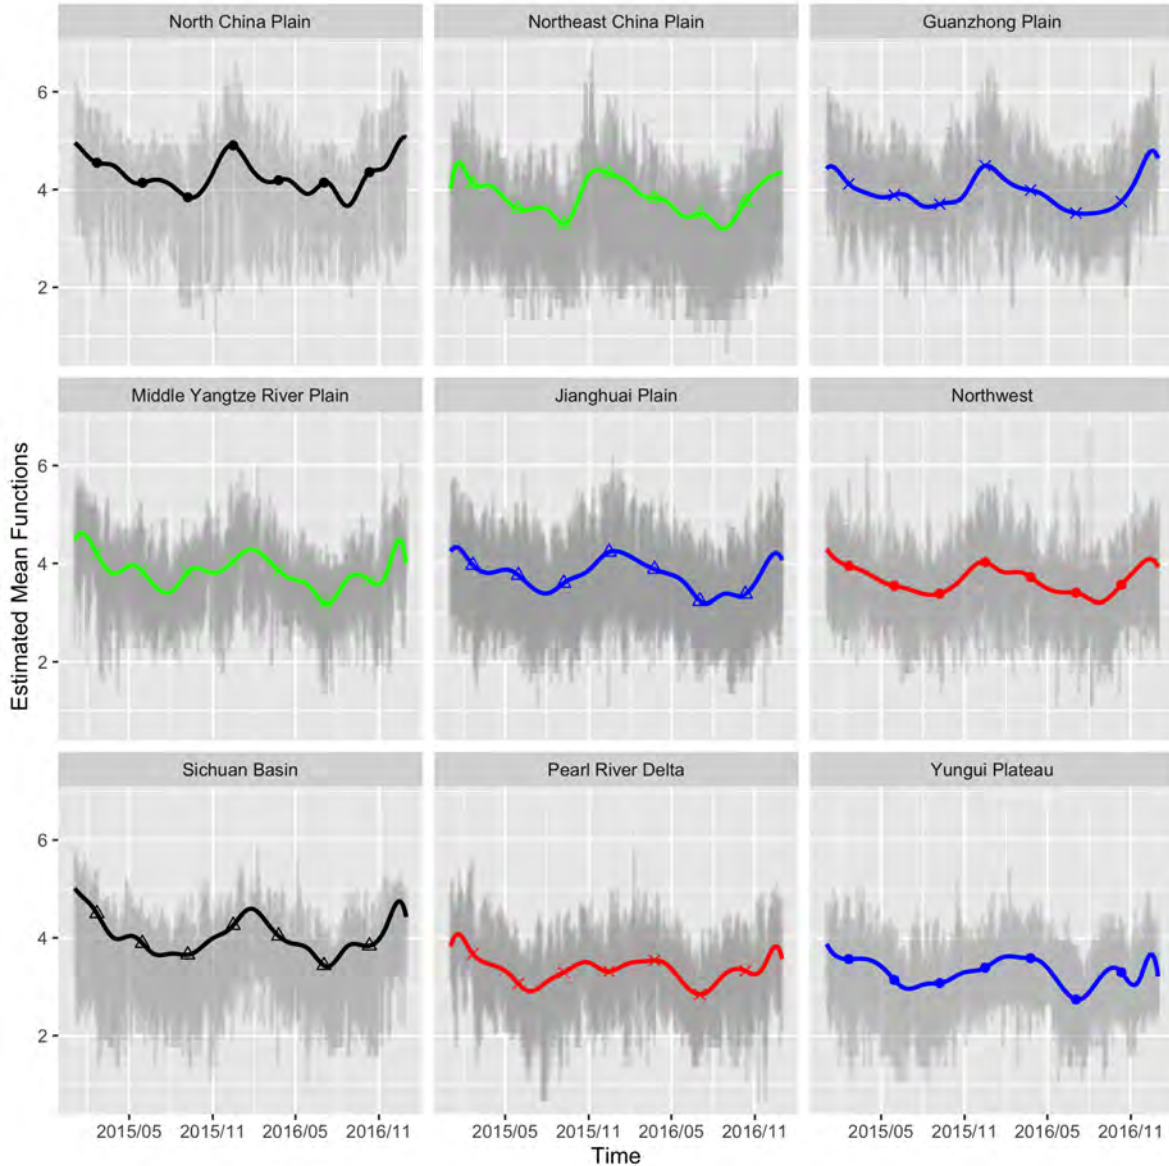 North China Plain
Northeast China Plain
Guanzhong Plain
6
4
2
Middle Yangtze River Plain
Jianghuai Plain
Northwest
6
4
2
Estimated Mean Functions
Sichuan Basin
Pearl River Delta
Yungui Plateau
6
4
2
2015/05 2015/11 2016/05 2016/11
2015/05 2015/11 2016/05 2016/11
2015/05 2015/11 2016/05 2016/11
Time